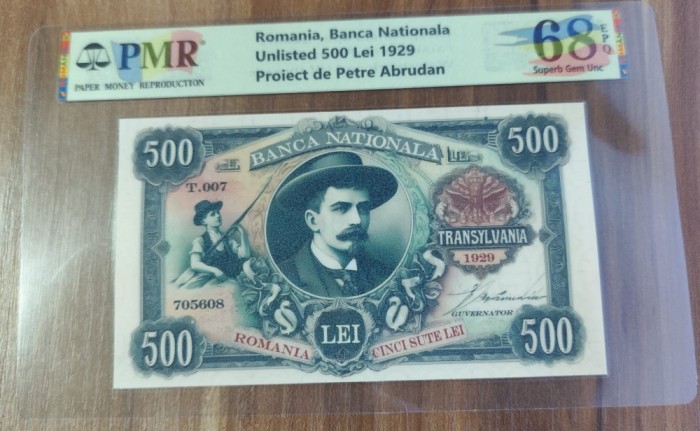 PMR
PAPER MONEY REPRODUCTION
Romania, Banca Nationala
Unlisted 500 Lei 1929
Proiect de Petre Abrudan
68
EPQ
Superb Gem Unc
500
BANCA NATIONALA
500
T.007
TRANSYLVANIA
1929
705608
GUVERNATOR
500
ROMANIA
LEI
CINCI SUTE LEI
500